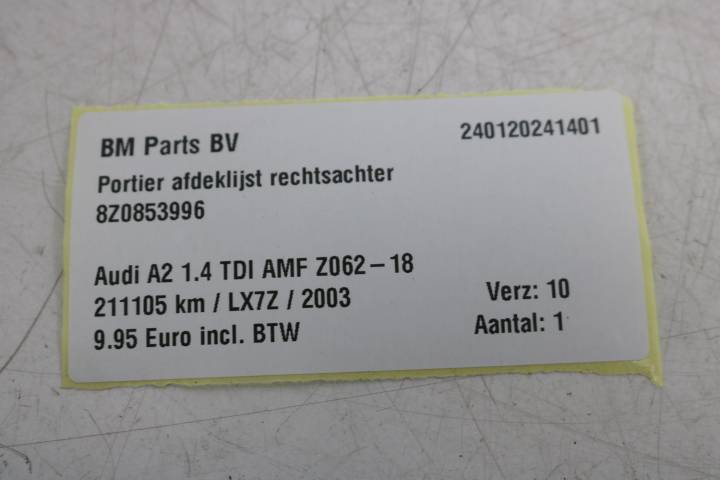 BM Parts BV 240120241401
Portier afdeklijst rechtsachter
8Z0853996
Audi A2 1.4 TDI AMF Z062-18
211105 km / LX7Z / 2003 Verz: 10
9.95 Euro incl. BTW Aantal: 1